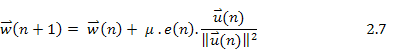 w⃗(n + 1) = w⃗(n) + μ . e(n). u⃗(n) / ‖u⃗(n)‖² 2.7